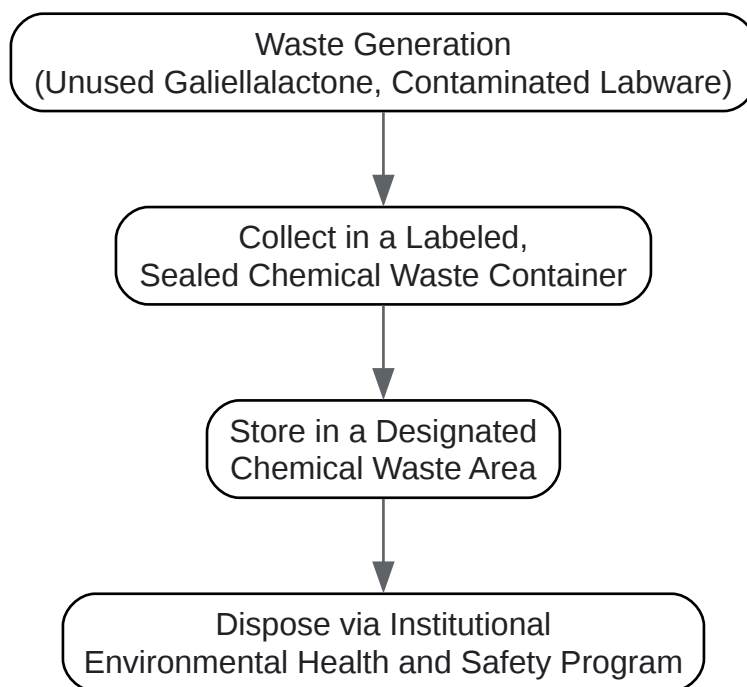 Waste Generation
(Unused Galiellalactone, Contaminated Labware)
Collect in a Labeled,
Sealed Chemical Waste Container
Store in a Designated
Chemical Waste Area
Dispose via Institutional
Environmental Health and Safety Program